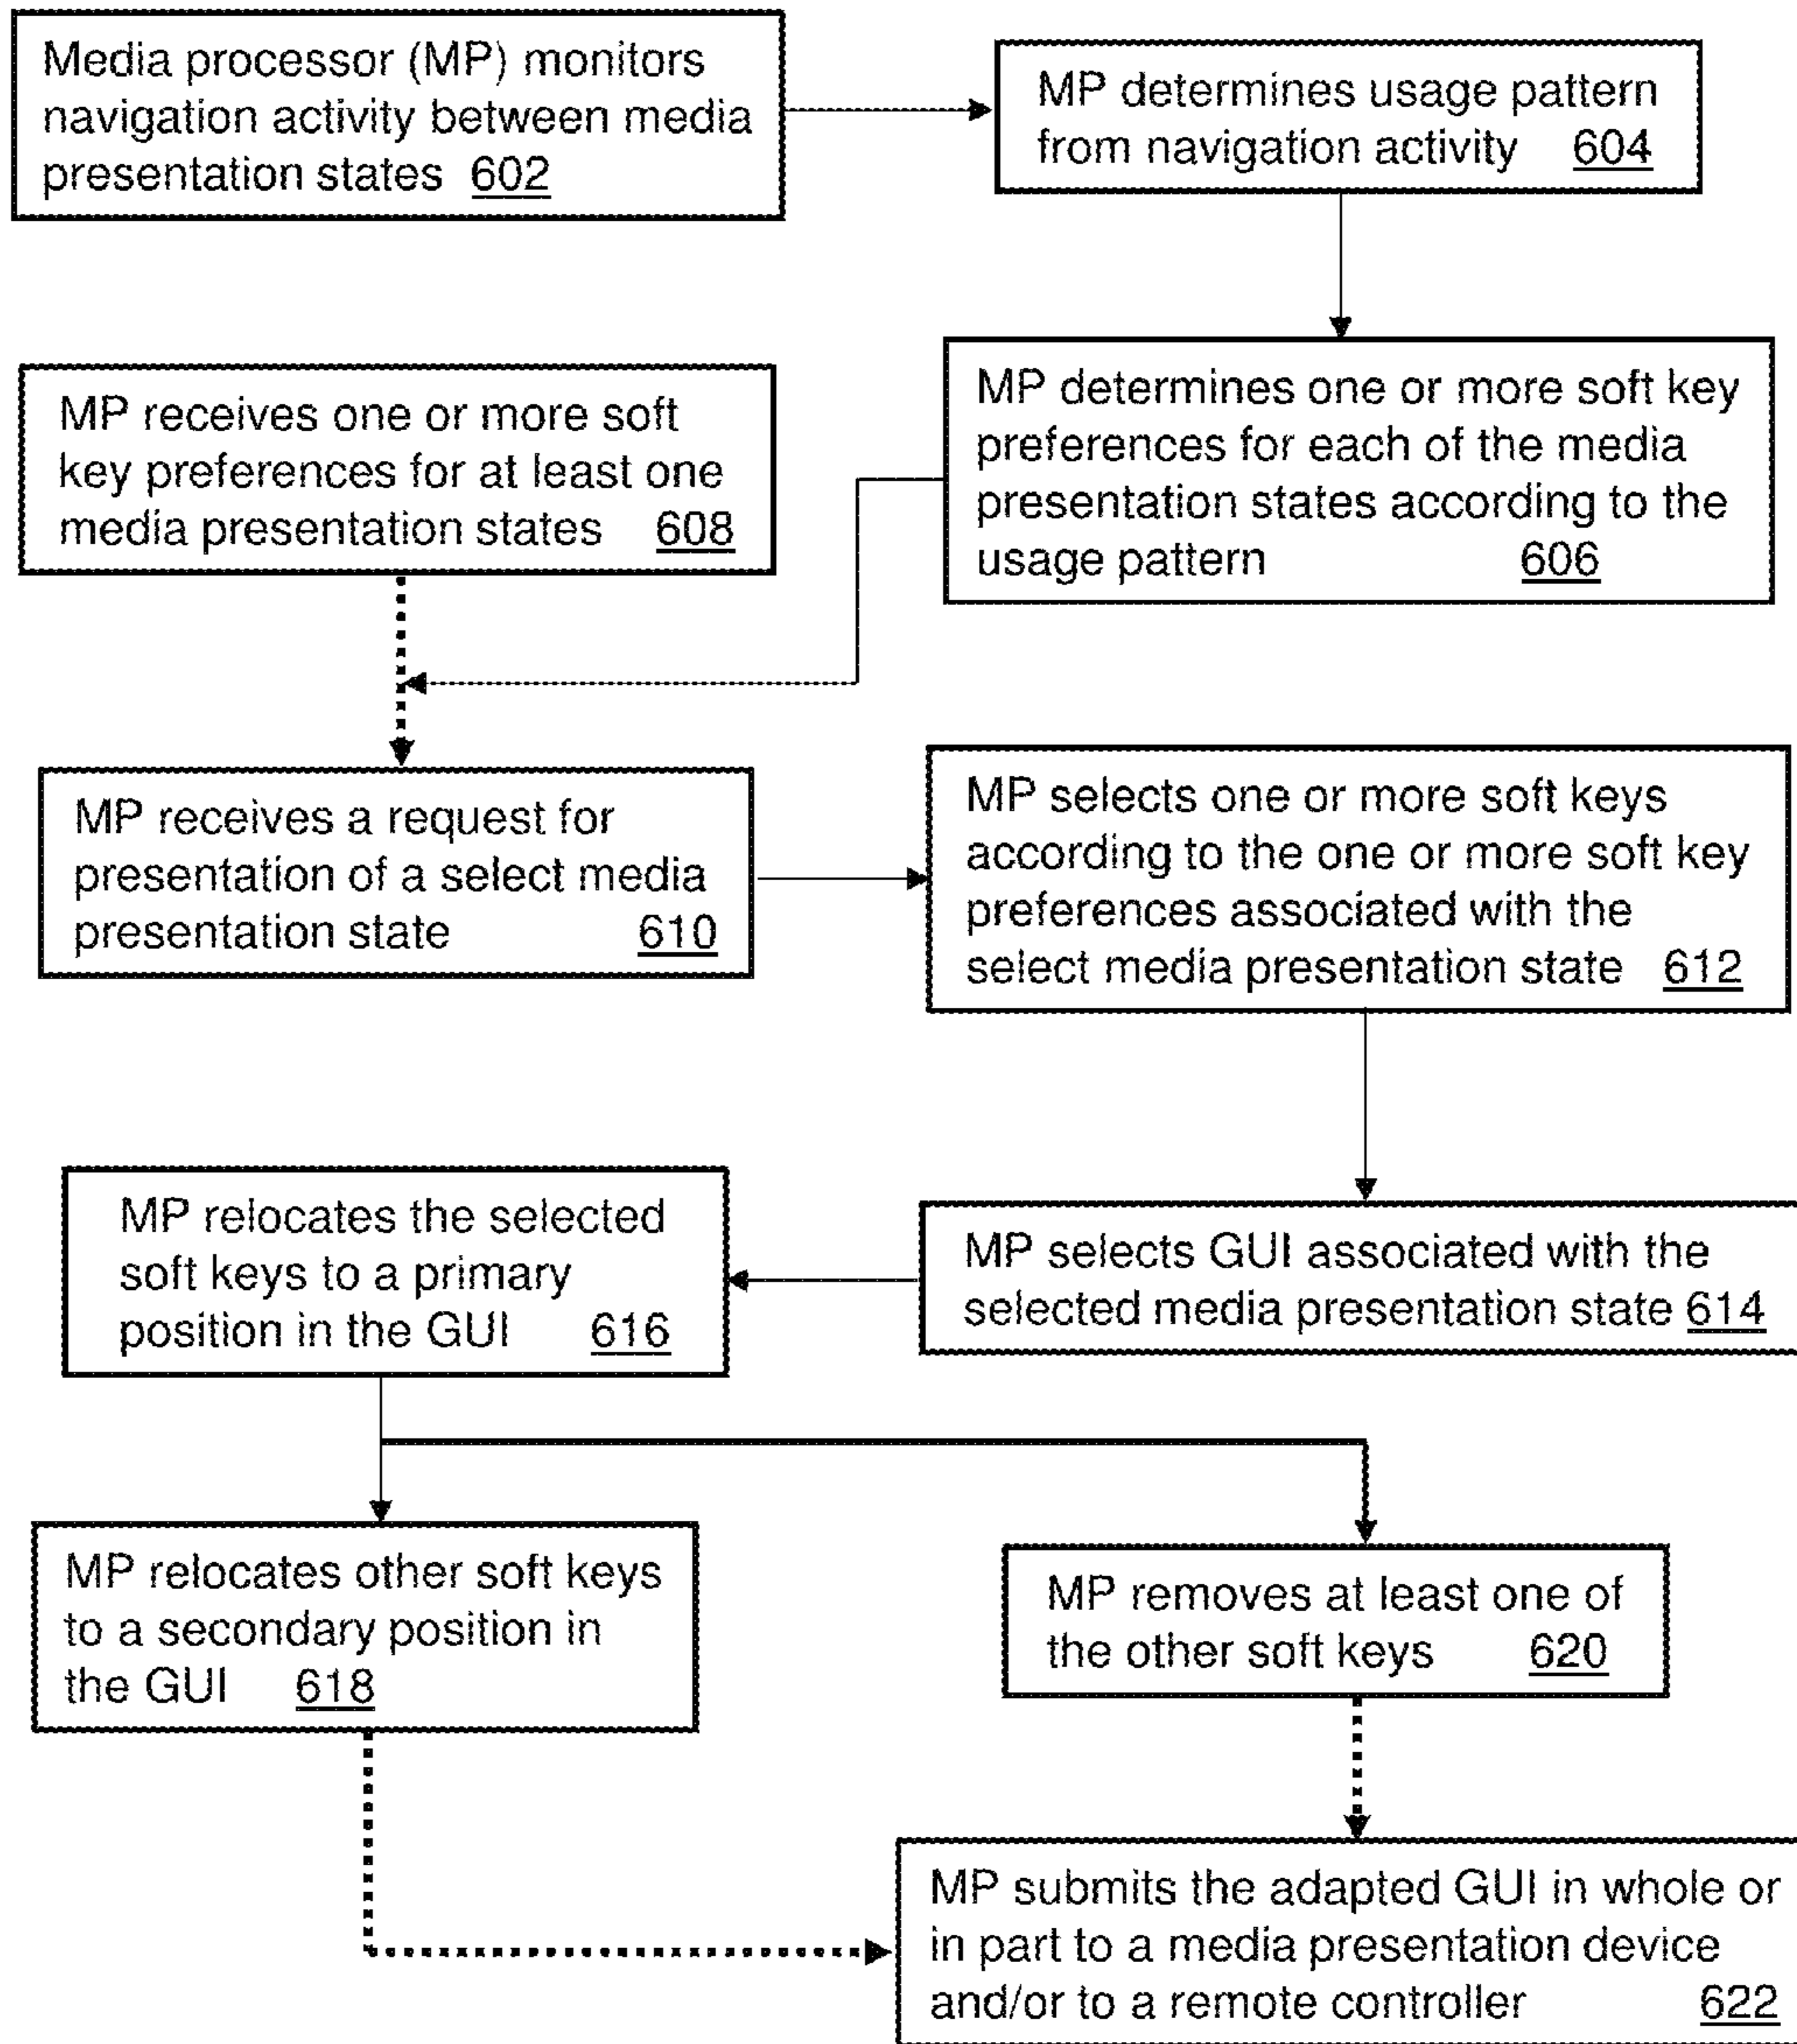 Media processor (MP) monitors
navigation activity between media
presentation states 602
MP determines usage pattern
from navigation activity 604
MP determines one or more soft key
preferences for each of the media
presentation states according to the
usage pattern 606
MP receives one or more soft
key preferences for at least one
media presentation states 608
MP receives a request for
presentation of a select media
presentation state 610
MP selects one or more soft keys
according to the one or more soft key
preferences associated with the
select media presentation state 612
MP selects GUI associated with the
selected media presentation state 614
MP relocates the selected
soft keys to a primary
position in the GUI 616
MP relocates other soft keys
to a secondary position in
the GUI 618
MP removes at least one of
the other soft keys 620
MP submits the adapted GUI in whole or
in part to a media presentation device
and/or to a remote controller 622